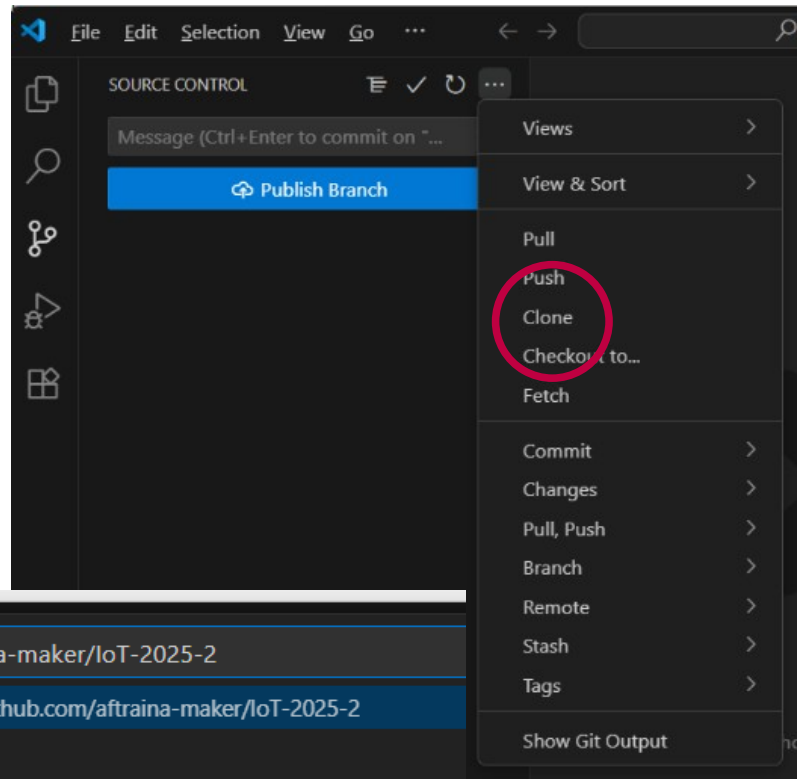 File Edit Selection View Go ...
SOURCE CONTROL
Message (Ctrl+Enter to commit on "...
Publish Branch
Views
View & Sort
Pull
Push
Clone
Checkout to...
Fetch
Commit
Changes
Pull, Push
Branch
Remote
Stash
Tags
Show Git Output
a-maker/IoT-2025-2
hub.com/aftraina-maker/IoT-2025-2